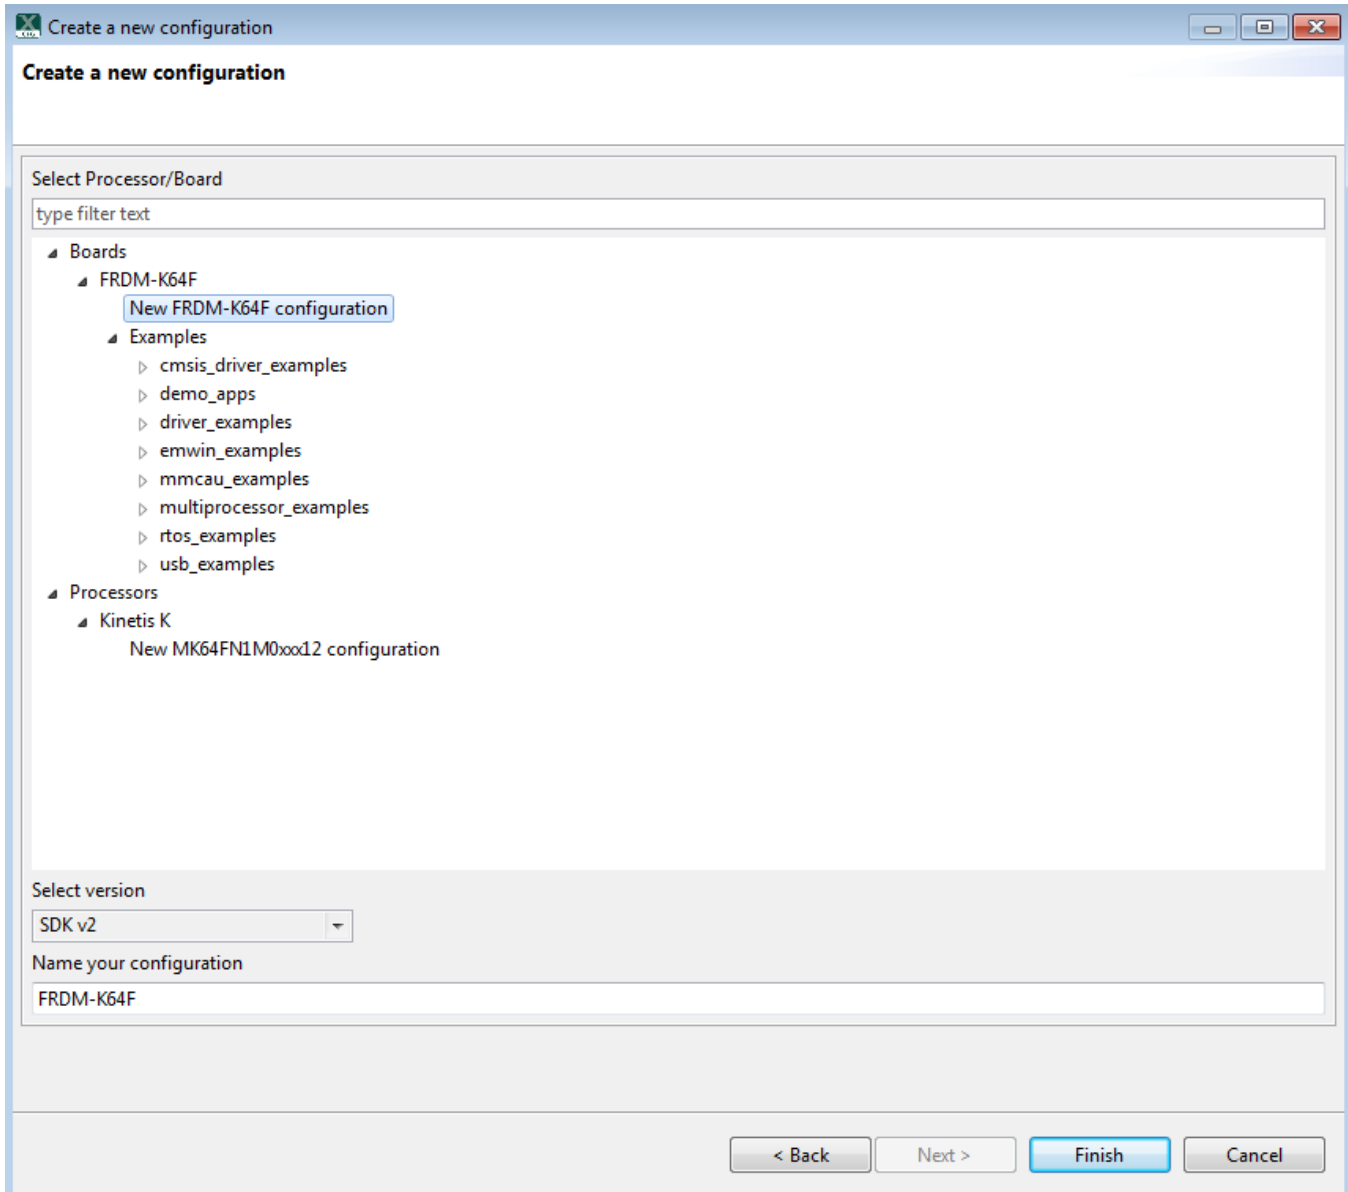 Create a new configuration
Create a new configuration
Select Processor/Board
type filter text
Boards
FRDM-K64F
New FRDM-K64F configuration
Examples
cmsis_driver_examples
demo_apps
driver_examples
emwin_examples
mmcau_examples
multiprocessor_examples
rtos_examples
usb_examples
Processors
Kinetis K
New MK64FN1M0xxx12 configuration
Select version
SDK v2
Name your configuration
FRDM-K64F
< Back Next > Finish Cancel